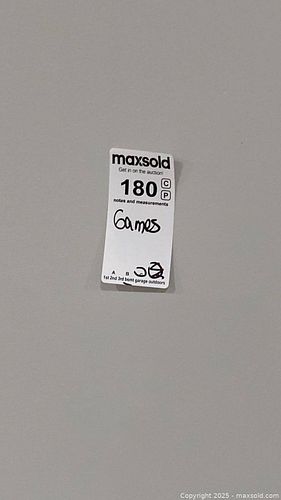 maxsold
Get in on the auction!
180 C
P
notes and measurements
Games
A B
1st 2nd 3rd bsmt garage outdoors
Copyright 2025 - maxsold.com